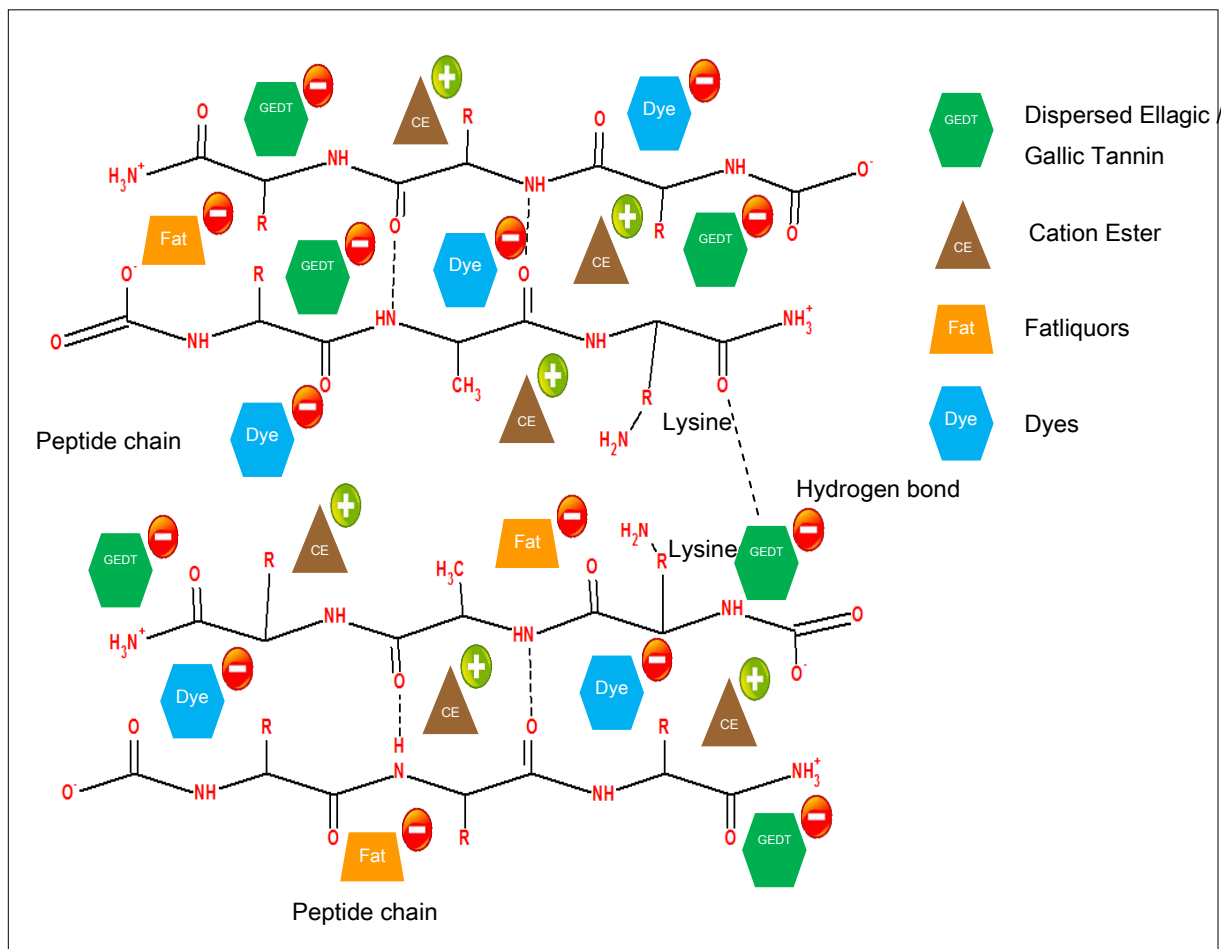 GEDT
CE
Dye
O
R
O
H₃N⁺
NH
NH
NH
O⁻
R
O
R
O
Fat
GEDT
Dye
CE
GEDT
O⁻
R
O
O
NH
HN
NH
NH₃⁺
O
CH₃
O
CE
R
Dye
Lysine
H₂N
Peptide chain
Hydrogen bond
CE
Fat
H₂N
Lysine
GEDT
GEDT
O
R
H₃C
O
R
H₃N⁺
NH
HN
NH
O
O
O⁻
Dye
CE
Dye
CE
O
R
H
O
R
O⁻
NH
N
NH
NH₃⁺
O
R
O
Fat
GEDT
Peptide chain
GEDT
Dispersed Ellagic /
Gallic Tannin
CE
Cation Ester
Fat
Fatliquors
Dye
Dyes